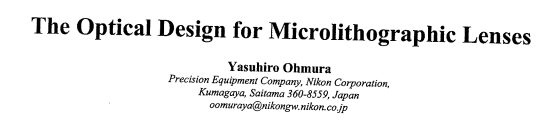 The Optical Design for Microlithographic Lenses
Yasuhiro Ohmura
Precision Equipment Company, Nikon Corporation,
Kumagaya, Saitama 360-8559, Japan
oomuraya@nikongw.nikon.co.jp